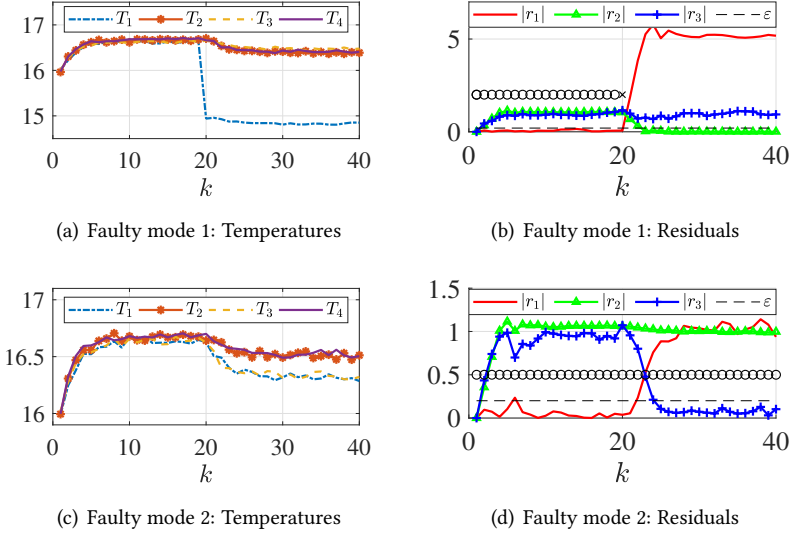 17
T₁ T₂ T₃ T₄
16
15
0 10 20 30 40
k
(a) Faulty mode 1: Temperatures
|r₁| |r₂| |r₃| ε
5
0
0 20 40
k
(b) Faulty mode 1: Residuals
17
T₁ T₂ T₃ T₄
16.5
16
0 10 20 30 40
k
(c) Faulty mode 2: Temperatures
1.5
|r₁| |r₂| |r₃| ε
1
0.5
0
0 20 40
k
(d) Faulty mode 2: Residuals